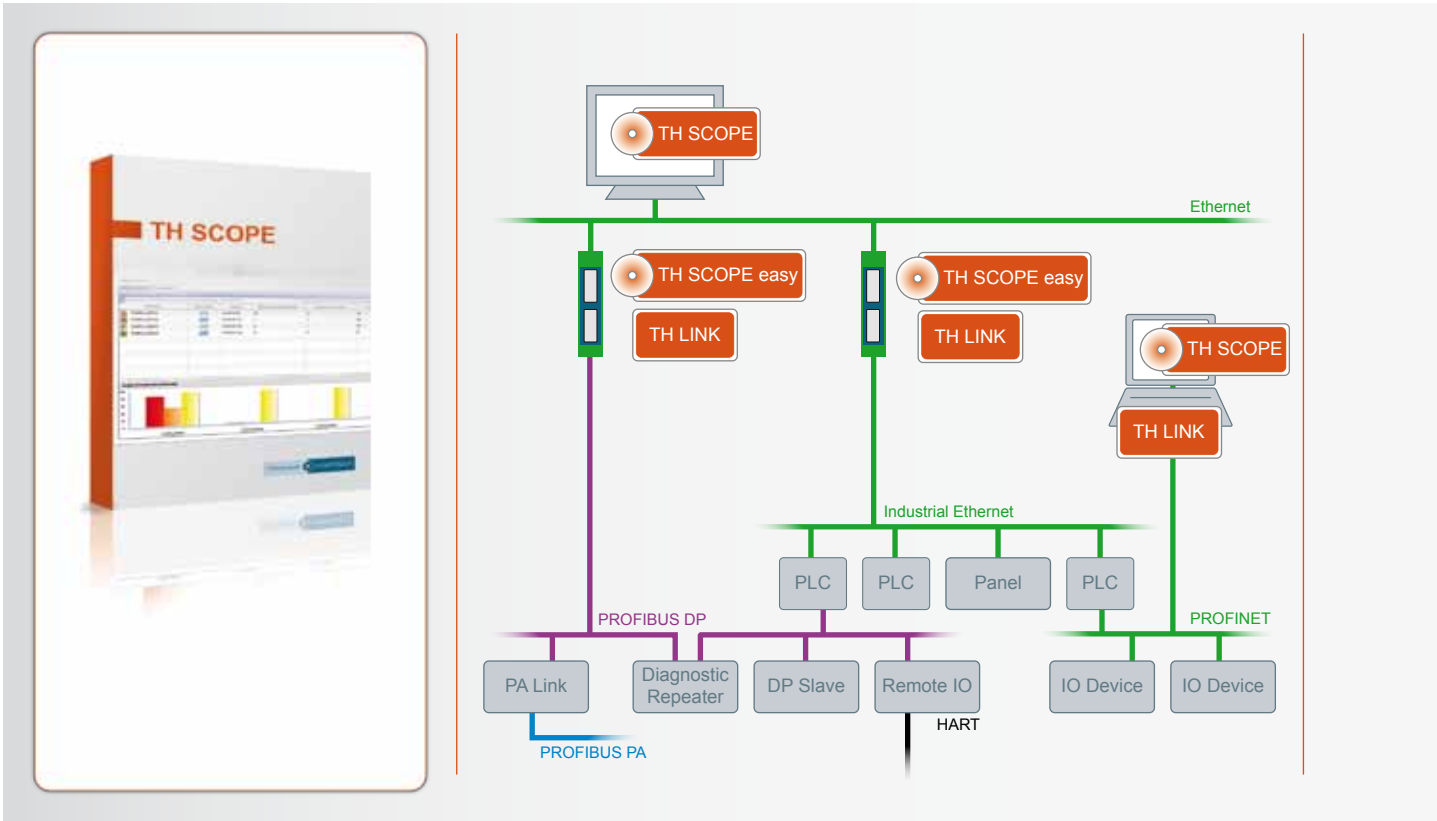 TH SCOPE
TH SCOPE
Ethernet
TH SCOPE easy
TH LINK
TH SCOPE easy
TH LINK
TH SCOPE
TH LINK
Industrial Ethernet
PLC
PLC
Panel
PLC
PROFIBUS DP
PROFINET
PA Link
Diagnostic
Repeater
DP Slave
Remote IO
IO Device
IO Device
HART
PROFIBUS PA